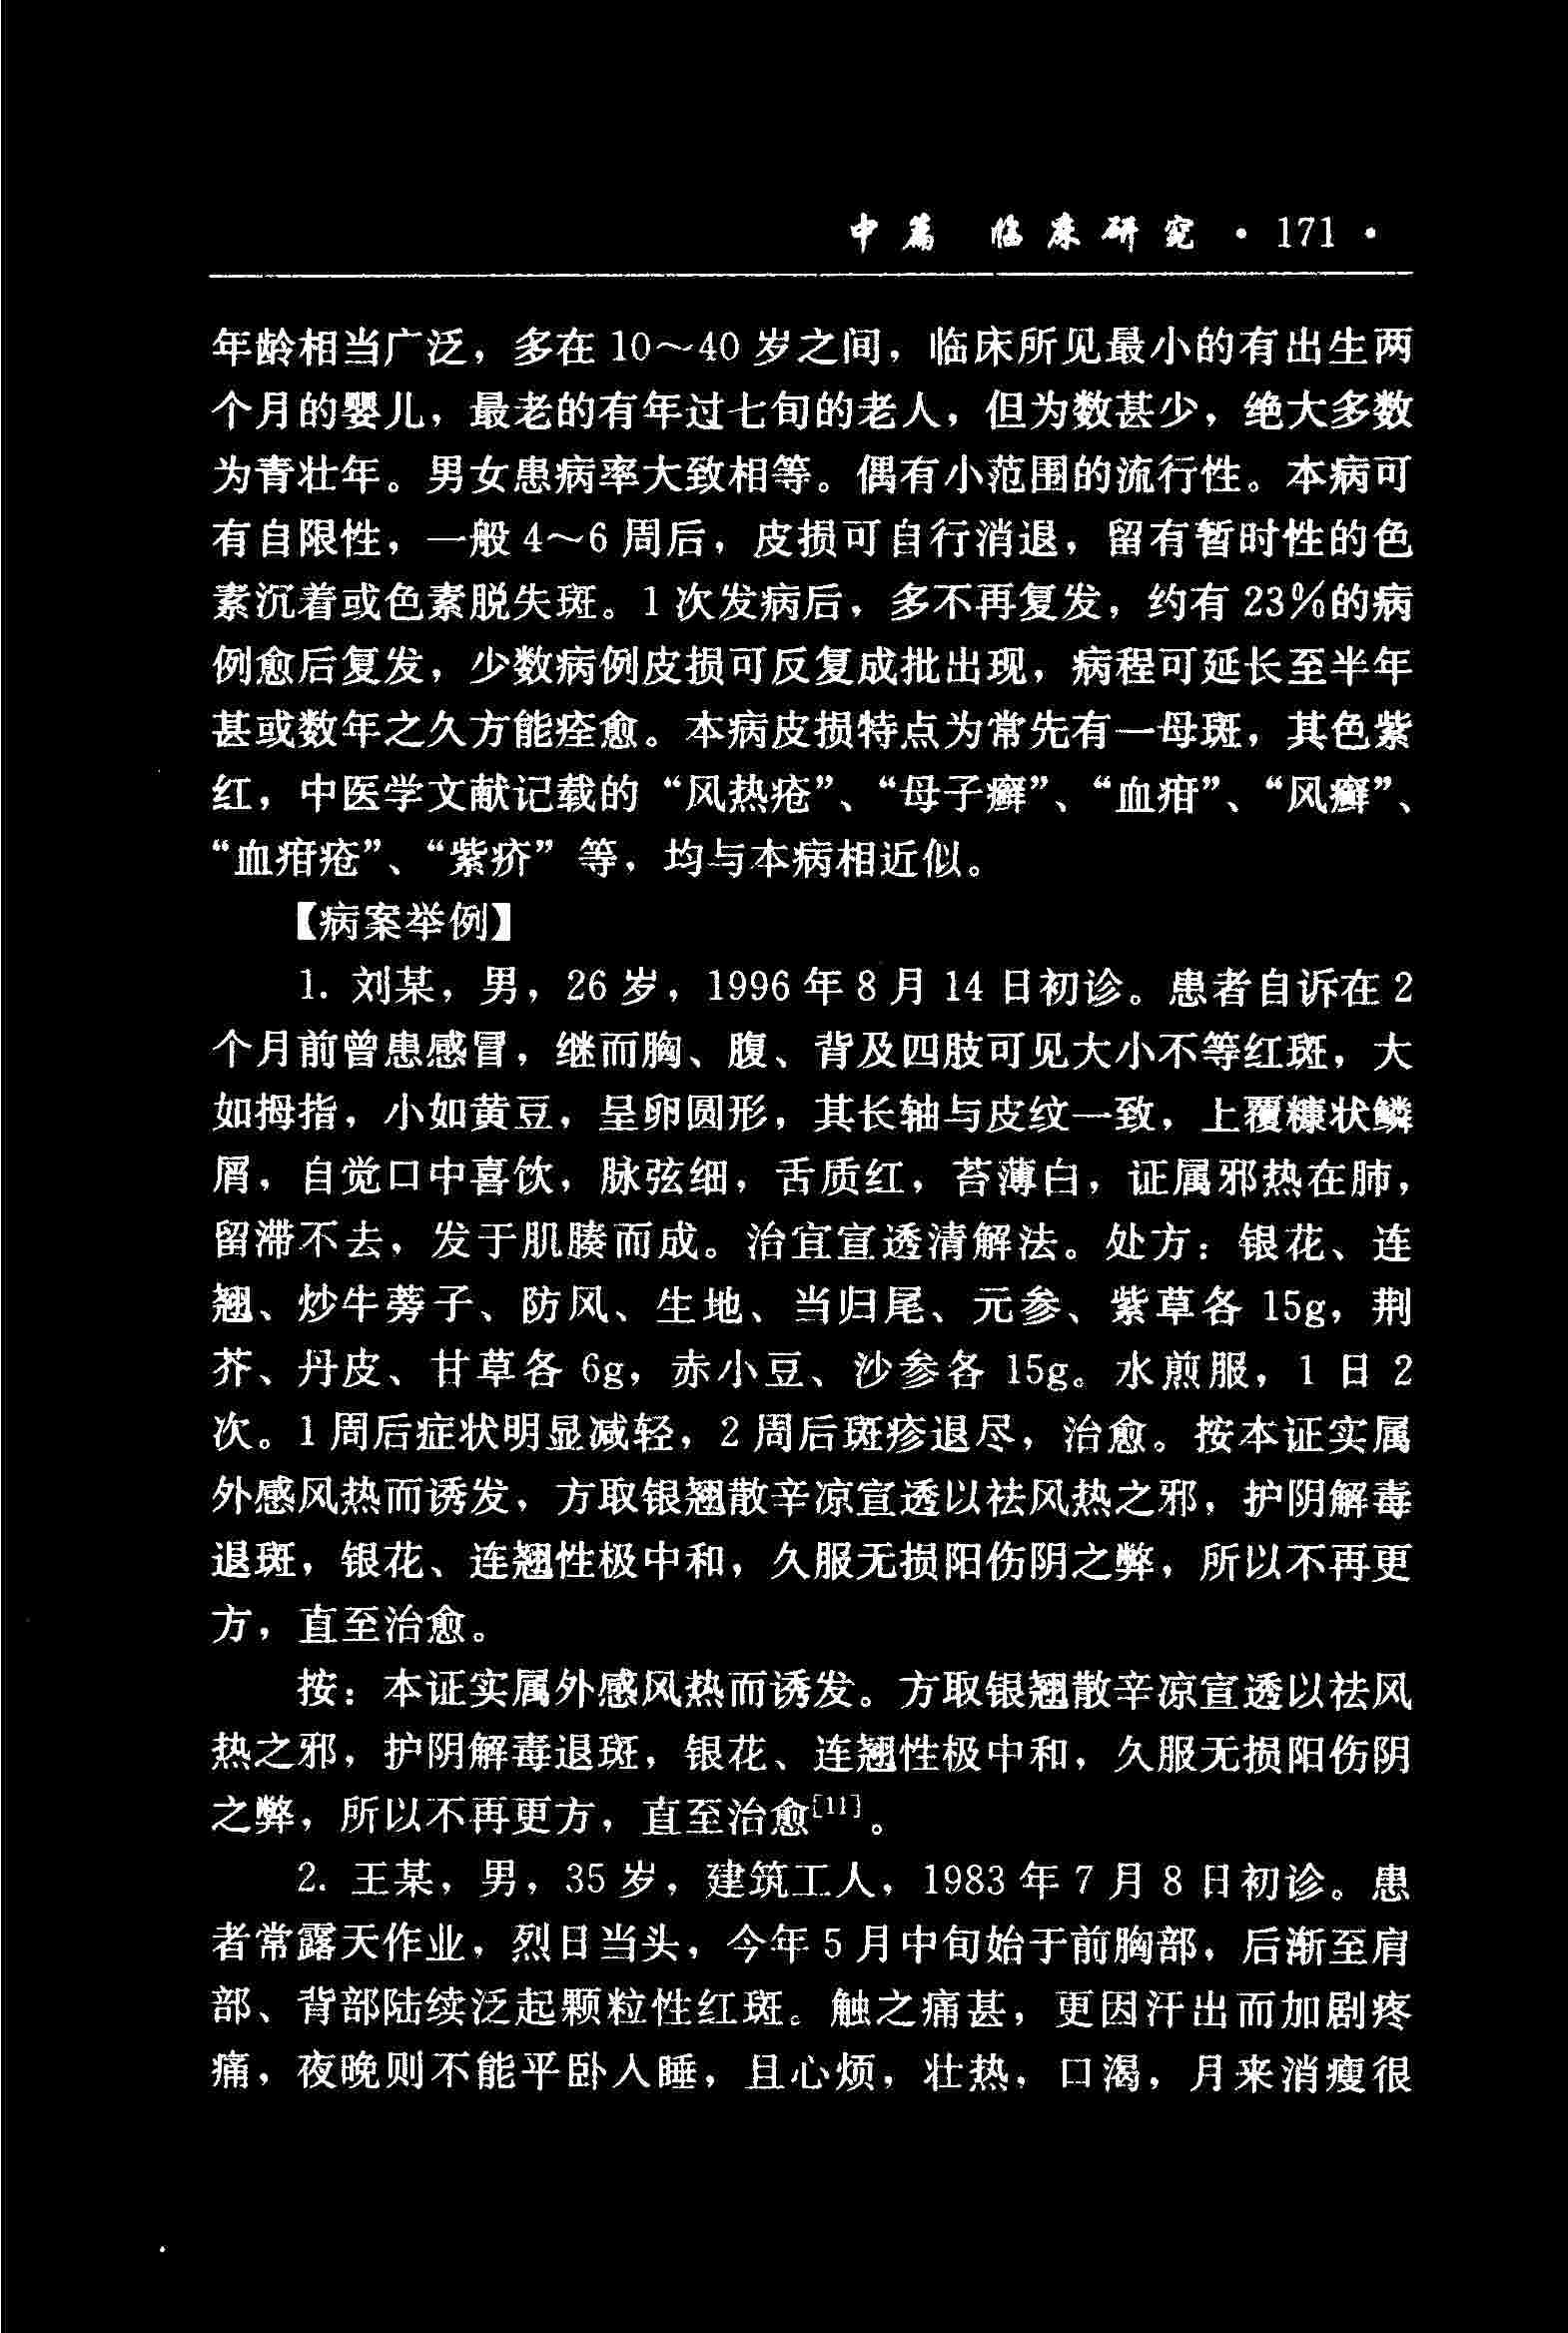 中篇 临床研究 · 171 ·
年龄相当广泛，多在 10～40 岁之间，临床所见最小的有出生两
个月的婴儿，最老的有年过七旬的老人，但为数甚少，绝大多数
为青壮年。男女患病率大致相等。偶有小范围的流行性。本病可
有自限性，一般 4～6 周后，皮损可自行消退，留有暂时性的色
素沉着或色素脱失斑。1 次发病后，多不再复发，约有 23%的病
例愈后复发，少数病例皮损可反复成批出现，病程可延长至半年
甚或数年之久方能痊愈。本病皮损特点为常先有一母斑，其色紫
红，中医学文献记载的“风热疮”、“母子癣”、“血疳”、“风癣”、
“血疳疮”、“紫疥”等，均与本病相近似。
【病案举例】
1. 刘某，男，26 岁，1996 年 8 月 14 日初诊。患者自诉在 2
个月前曾患感冒，继而胸、腹、背及四肢可见大小不等红斑，大
如拇指，小如黄豆，呈卵圆形，其长轴与皮纹一致，上覆糠状鳞
屑，自觉口中喜饮，脉弦细，舌质红，苔薄白，证属邪热在肺，
留滞不去，发于肌腠而成。治宜宣透清解法。处方：银花、连
翘、炒牛蒡子、防风、生地、当归尾、元参、紫草各 15g，荆
芥、丹皮、甘草各 6g，赤小豆、沙参各 15g。水煎服，1 日 2
次。1 周后症状明显减轻，2 周后斑疹退尽，治愈。按本证实属
外感风热而诱发，方取银翘散辛凉宣透以祛风热之邪，护阴解毒
退斑，银花、连翘性极中和，久服无损阳伤阴之弊，所以不再更
方，直至治愈。
按：本证实属外感风热而诱发。方取银翘散辛凉宣透以祛风
热之邪，护阴解毒退斑，银花、连翘性极中和，久服无损阳伤阴
之弊，所以不再更方，直至治愈[11]。
2. 王某，男，35 岁，建筑工人，1983 年 7 月 8 日初诊。患
者常露天作业，烈日当头，今年 5 月中旬始于前胸部，后渐至肩
部、背部陆续泛起颗粒性红斑。触之痛甚，更因汗出而加剧疼
痛，夜晚则不能平卧入睡，且心烦，壮热，口渴，月来消瘦很